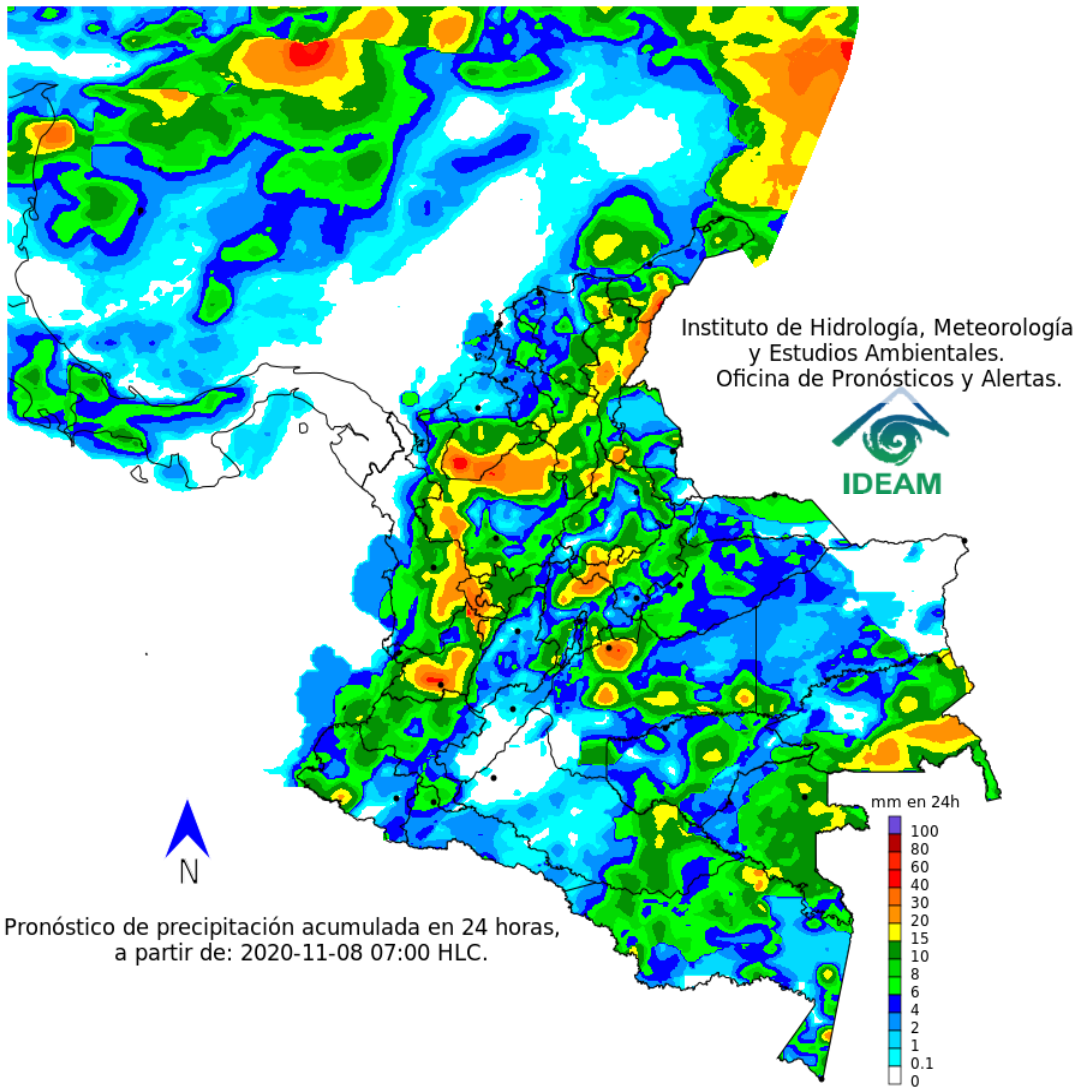 Instituto de Hidrología, Meteorología
y Estudios Ambientales.
Oficina de Pronósticos y Alertas.
IDEAM
N
Pronóstico de precipitación acumulada en 24 horas,
a partir de: 2020-11-08 07:00 HLC.
mm en 24h
100
80
60
40
30
20
15
10
8
6
4
2
1
0.1
0